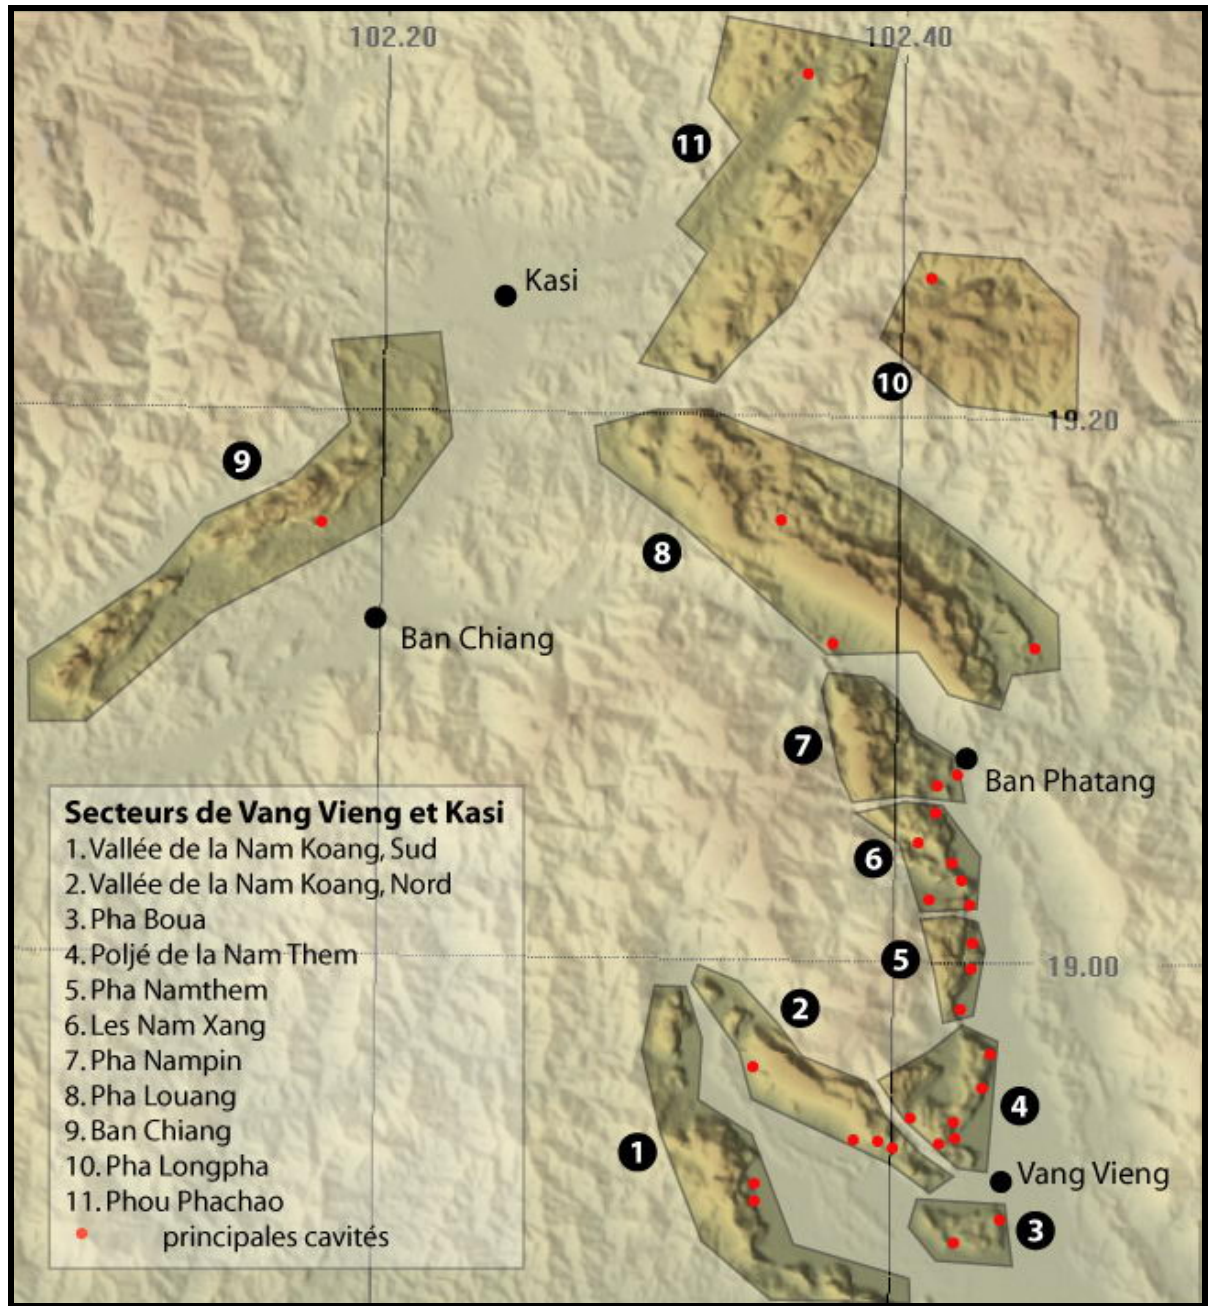 102.20
102.40
11
Kasi
10
19.20
9
8
Ban Chiang
7
Ban Phatang
Secteurs de Vang Vieng et Kasi
1. Vallée de la Nam Koang, Sud
2. Vallée de la Nam Koang, Nord
3. Pha Boua
4. Poljé de la Nam Them
5. Pha Namthem
6. Les Nam Xang
7. Pha Nampin
8. Pha Louang
9. Ban Chiang
10. Pha Longpha
11. Phou Phachao
principales cavités
6
5
19.00
2
4
1
Vang Vieng
3